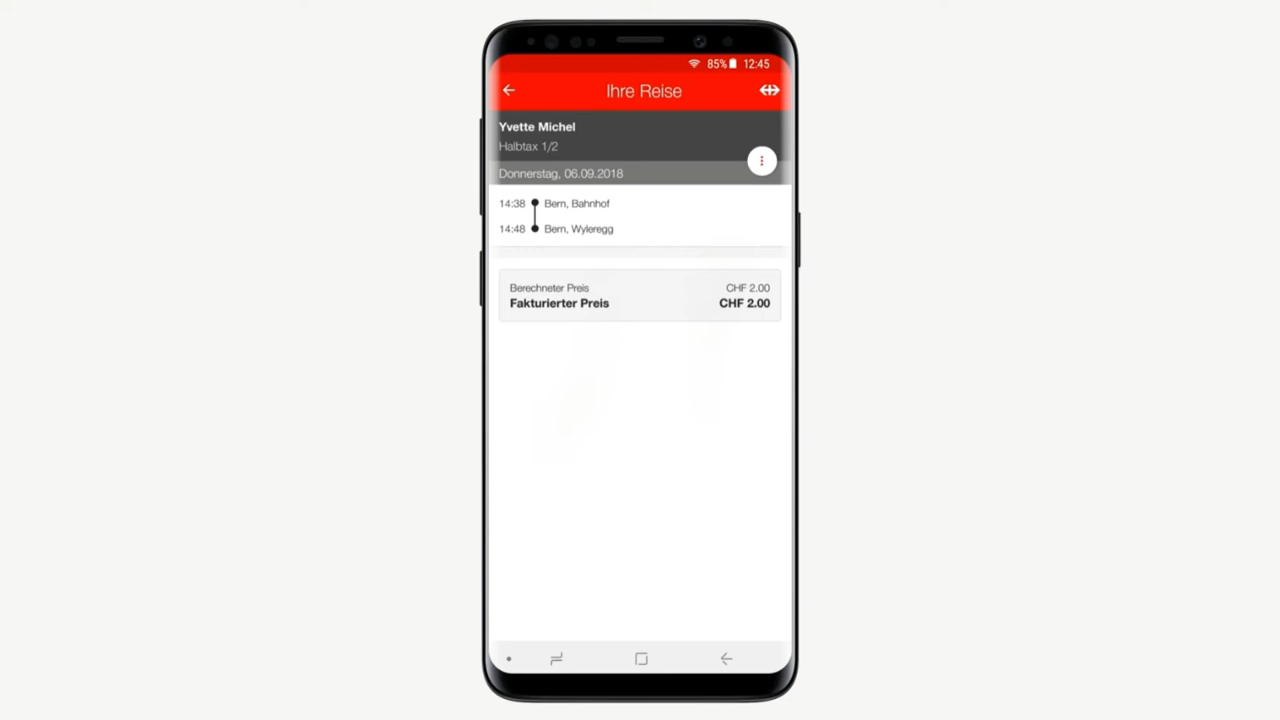 85% 12:45
Ihre Reise
Yvette Michel
Halbtax 1/2
Donnerstag, 06.09.2018
14:38 Bern, Bahnhof
14:48 Bern, Wyleregg
Berechneter Preis CHF 2.00
Fakturierter Preis CHF 2.00